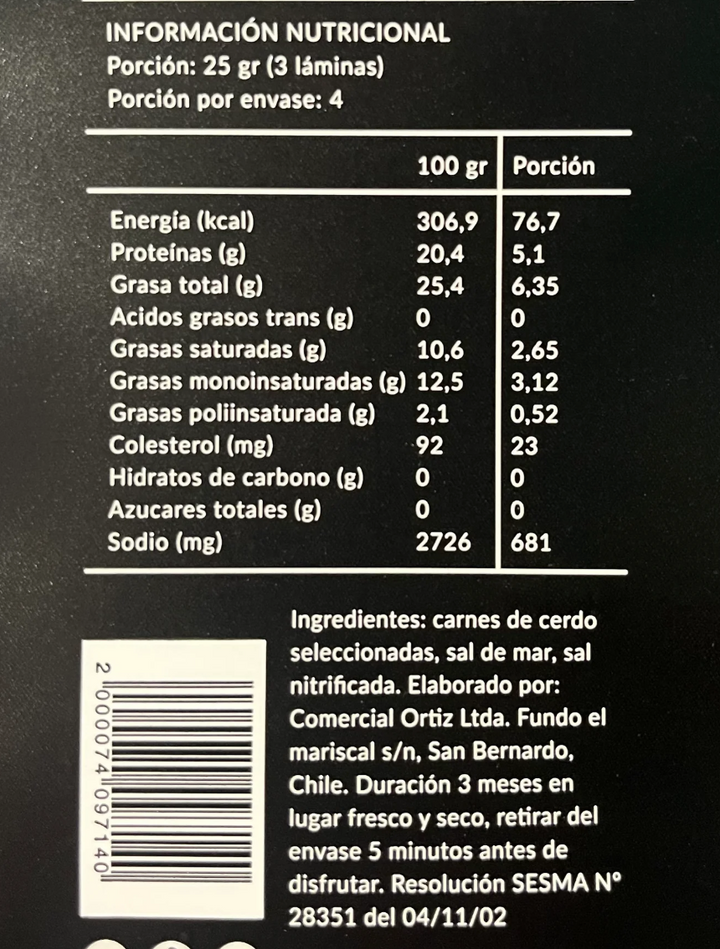 INFORMACIÓN NUTRICIONAL
Porción: 25 gr (3 láminas)
Porción por envase: 4
100 gr Porción
Energía (kcal) 306,9 76,7
Proteínas (g) 20,4 5,1
Grasa total (g) 25,4 6,35
Acidos grasos trans (g) 0 0
Grasas saturadas (g) 10,6 2,65
Grasas monoinsaturadas (g) 12,5 3,12
Grasas poliinsaturada (g) 2,1 0,52
Colesterol (mg) 92 23
Hidratos de carbono (g) 0 0
Azucares totales (g) 0 0
Sodio (mg) 2726 681
Ingredientes: carnes de cerdo
seleccionadas, sal de mar, sal
nitrificada. Elaborado por:
Comercial Ortiz Ltda. Fundo el
mariscal s/n, San Bernardo,
Chile. Duración 3 meses en
lugar fresco y seco, retirar del
envase 5 minutos antes de
disfrutar. Resolución SESMA Nº
28351 del 04/11/02
2 000074 097140